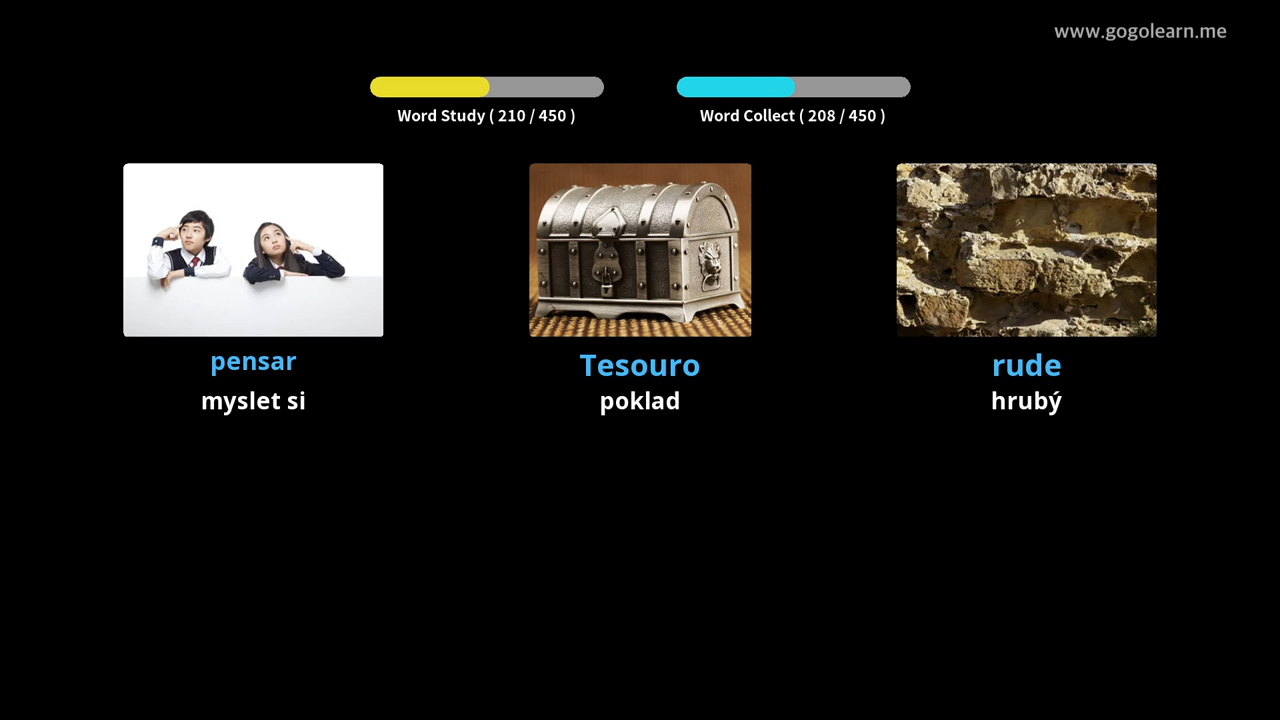 www.gogolearn.me
Word Study ( 210 / 450 )
Word Collect ( 208 / 450 )
pensar
myslet si
Tesouro
poklad
rude
hrubý